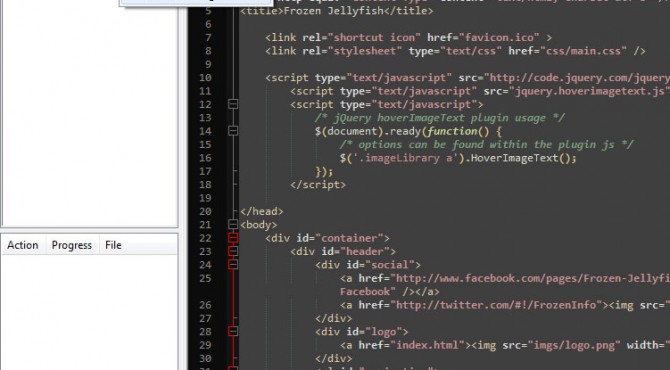 5 <title>Frozen Jellyfish</title>
6
7 <link rel="shortcut icon" href="favicon.ico" >
8 <link rel="stylesheet" type="text/css" href="css/main.css" />
9
10 <script type="text/javascript" src="http://code.jquery.com/jquery
11 <script type="text/javascript" src="jquery.hoverimagetext.js"
12 <script type="text/javascript">
13 /* jQuery hoverImageText plugin usage */
14 $(document).ready(function() {
15 /* options can be found within the plugin js */
16 $('.imageLibrary a').HoverImageText();
17 });
18 </script>
19
20 </head>
21 <body>
22 <div id="container">
23 <div id="header">
24 <div id="social">
25 <a href="http://www.facebook.com/pages/Frozen-Jellyfi
Facebook" /></a>
26 <a href="http://twitter.com/#!/FrozenInfo"><img src="
27 </div>
28 <div id="logo">
29 <a href="index.html"><img src="imgs/logo.png" width="
30 </div>
Action Progress File